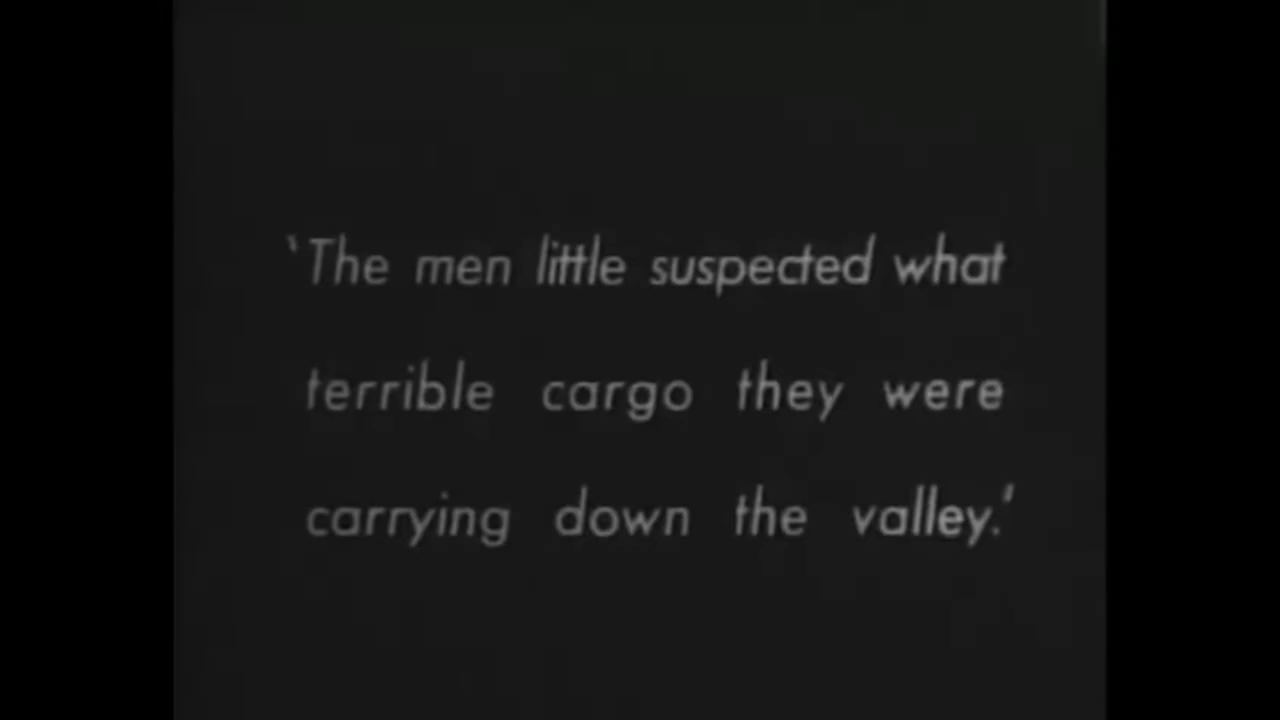 'The men little suspected what
terrible cargo they were
carrying down the valley.'